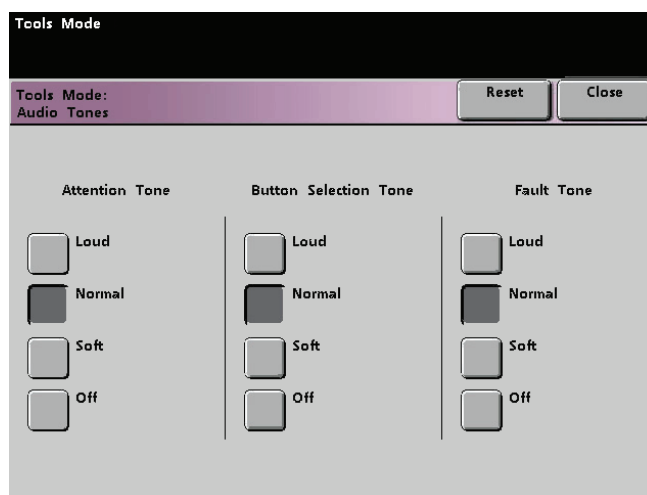 Tools Mode
Tools Mode:
Audio Tones
Reset
Close
Attention Tone
Button Selection Tone
Fault Tone
Loud
Normal
Soft
Off
Loud
Normal
Soft
Off
Loud
Normal
Soft
Off